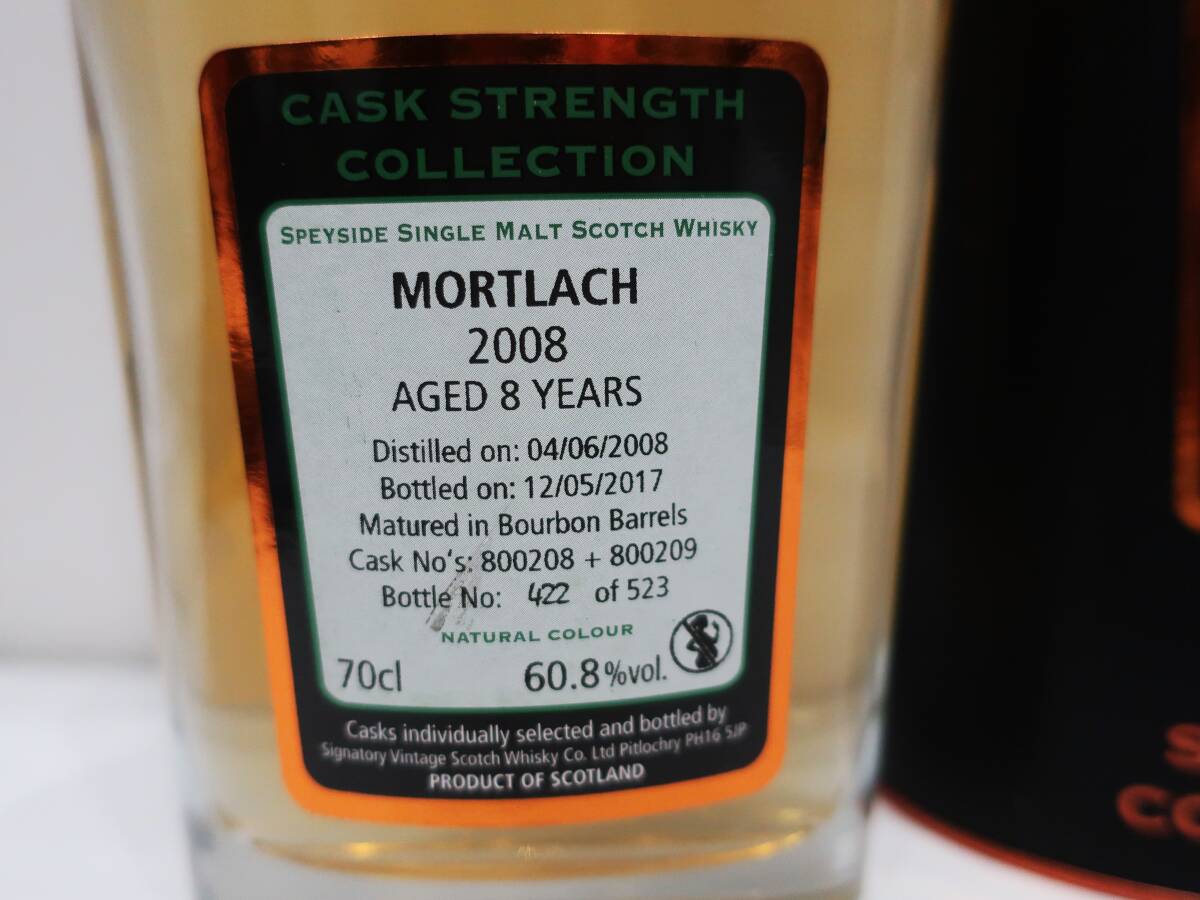 CASK STRENGTH
COLLECTION
SPEYSIDE SINGLE MALT SCOTCH WHISKY
MORTLACH
2008
AGED 8 YEARS
Distilled on: 04/06/2008
Bottled on: 12/05/2017
Matured in Bourbon Barrels
Cask No's: 800208 + 800209
Bottle No: 422 of 523
NATURAL COLOUR
70cl 60.8%vol.
Casks individually selected and bottled by
Signatory Vintage Scotch Whisky Co. Ltd Pitlochry PH16 5JP
PRODUCT OF SCOTLAND